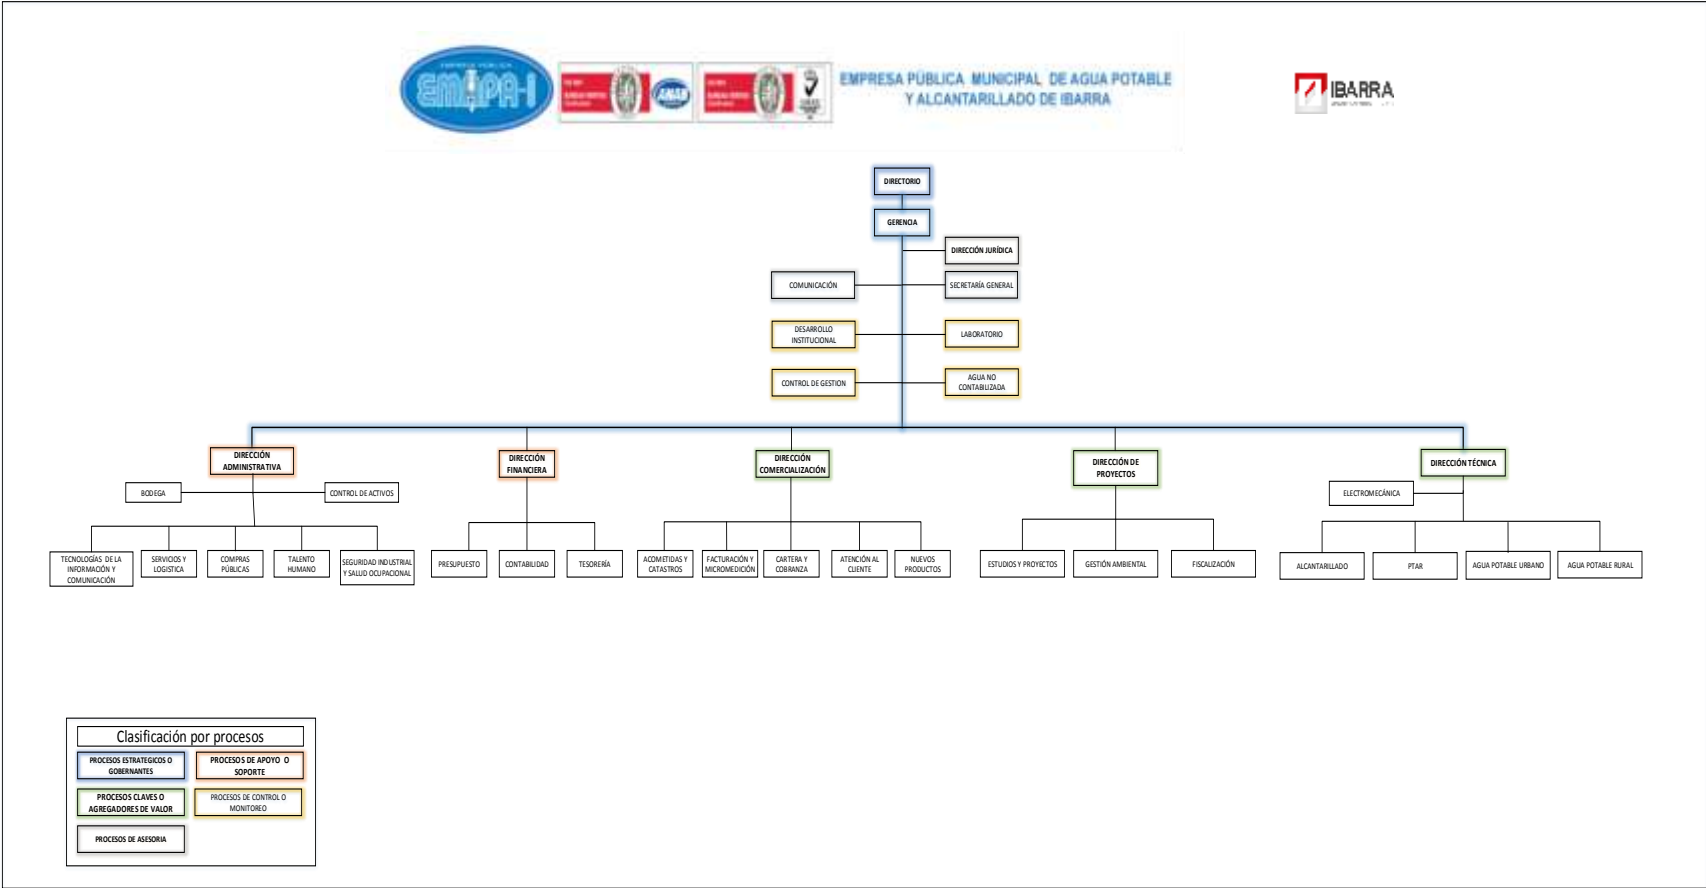 EMAPA-I
EMPRESA PÚBLICA MUNICIPAL DE AGUA POTABLE
Y ALCANTARILLADO DE IBARRA
IBARRA
DIRECTORIO
GERENCIA
DIRECCIÓN JURÍDICA
COMUNICACIÓN
SECRETARÍA GENERAL
DESARROLLO
INSTITUCIONAL
LABORATORIO
CONTROL DE GESTION
AGUA NO
CONTABILIZADA
DIRECCIÓN
ADMINISTRATIVA
DIRECCIÓN
FINANCIERA
DIRECCIÓN
COMERCIALIZACIÓN
DIRECCIÓN DE
PROYECTOS
DIRECCIÓN TÉCNICA
BODEGA
CONTROL DE ACTIVOS
ELECTROMECÁNICA
TECNOLOGÍAS DE LA
INFORMACIÓN Y
COMUNICACIÓN
SERVICIOS Y
LOGISTICA
COMPRAS
PÚBLICAS
TALENTO
HUMANO
SEGURIDAD INDUSTRIAL
Y SALUD OCUPACIONAL
PRESUPUESTO
CONTABILIDAD
TESORERÍA
ACOMETIDAS Y
CATASTROS
FACTURACIÓN Y
MICROMEDICIÓN
CARTERA Y
COBRANZA
ATENCIÓN AL
CLIENTE
NUEVOS
PRODUCTOS
ESTUDIOS Y PROYECTOS
GESTIÓN AMBIENTAL
FISCALIZACIÓN
ALCANTARILLADO
PTAR
AGUA POTABLE URBANO
AGUA POTABLE RURAL
Clasificación por procesos
PROCESOS ESTRATEGICOS O
GOBERNANTES
PROCESOS DE APOYO O
SOPORTE
PROCESOS CLAVES O
AGREGADORES DE VALOR
PROCESOS DE CONTROL O
MONITOREO
PROCESOS DE ASESORIA